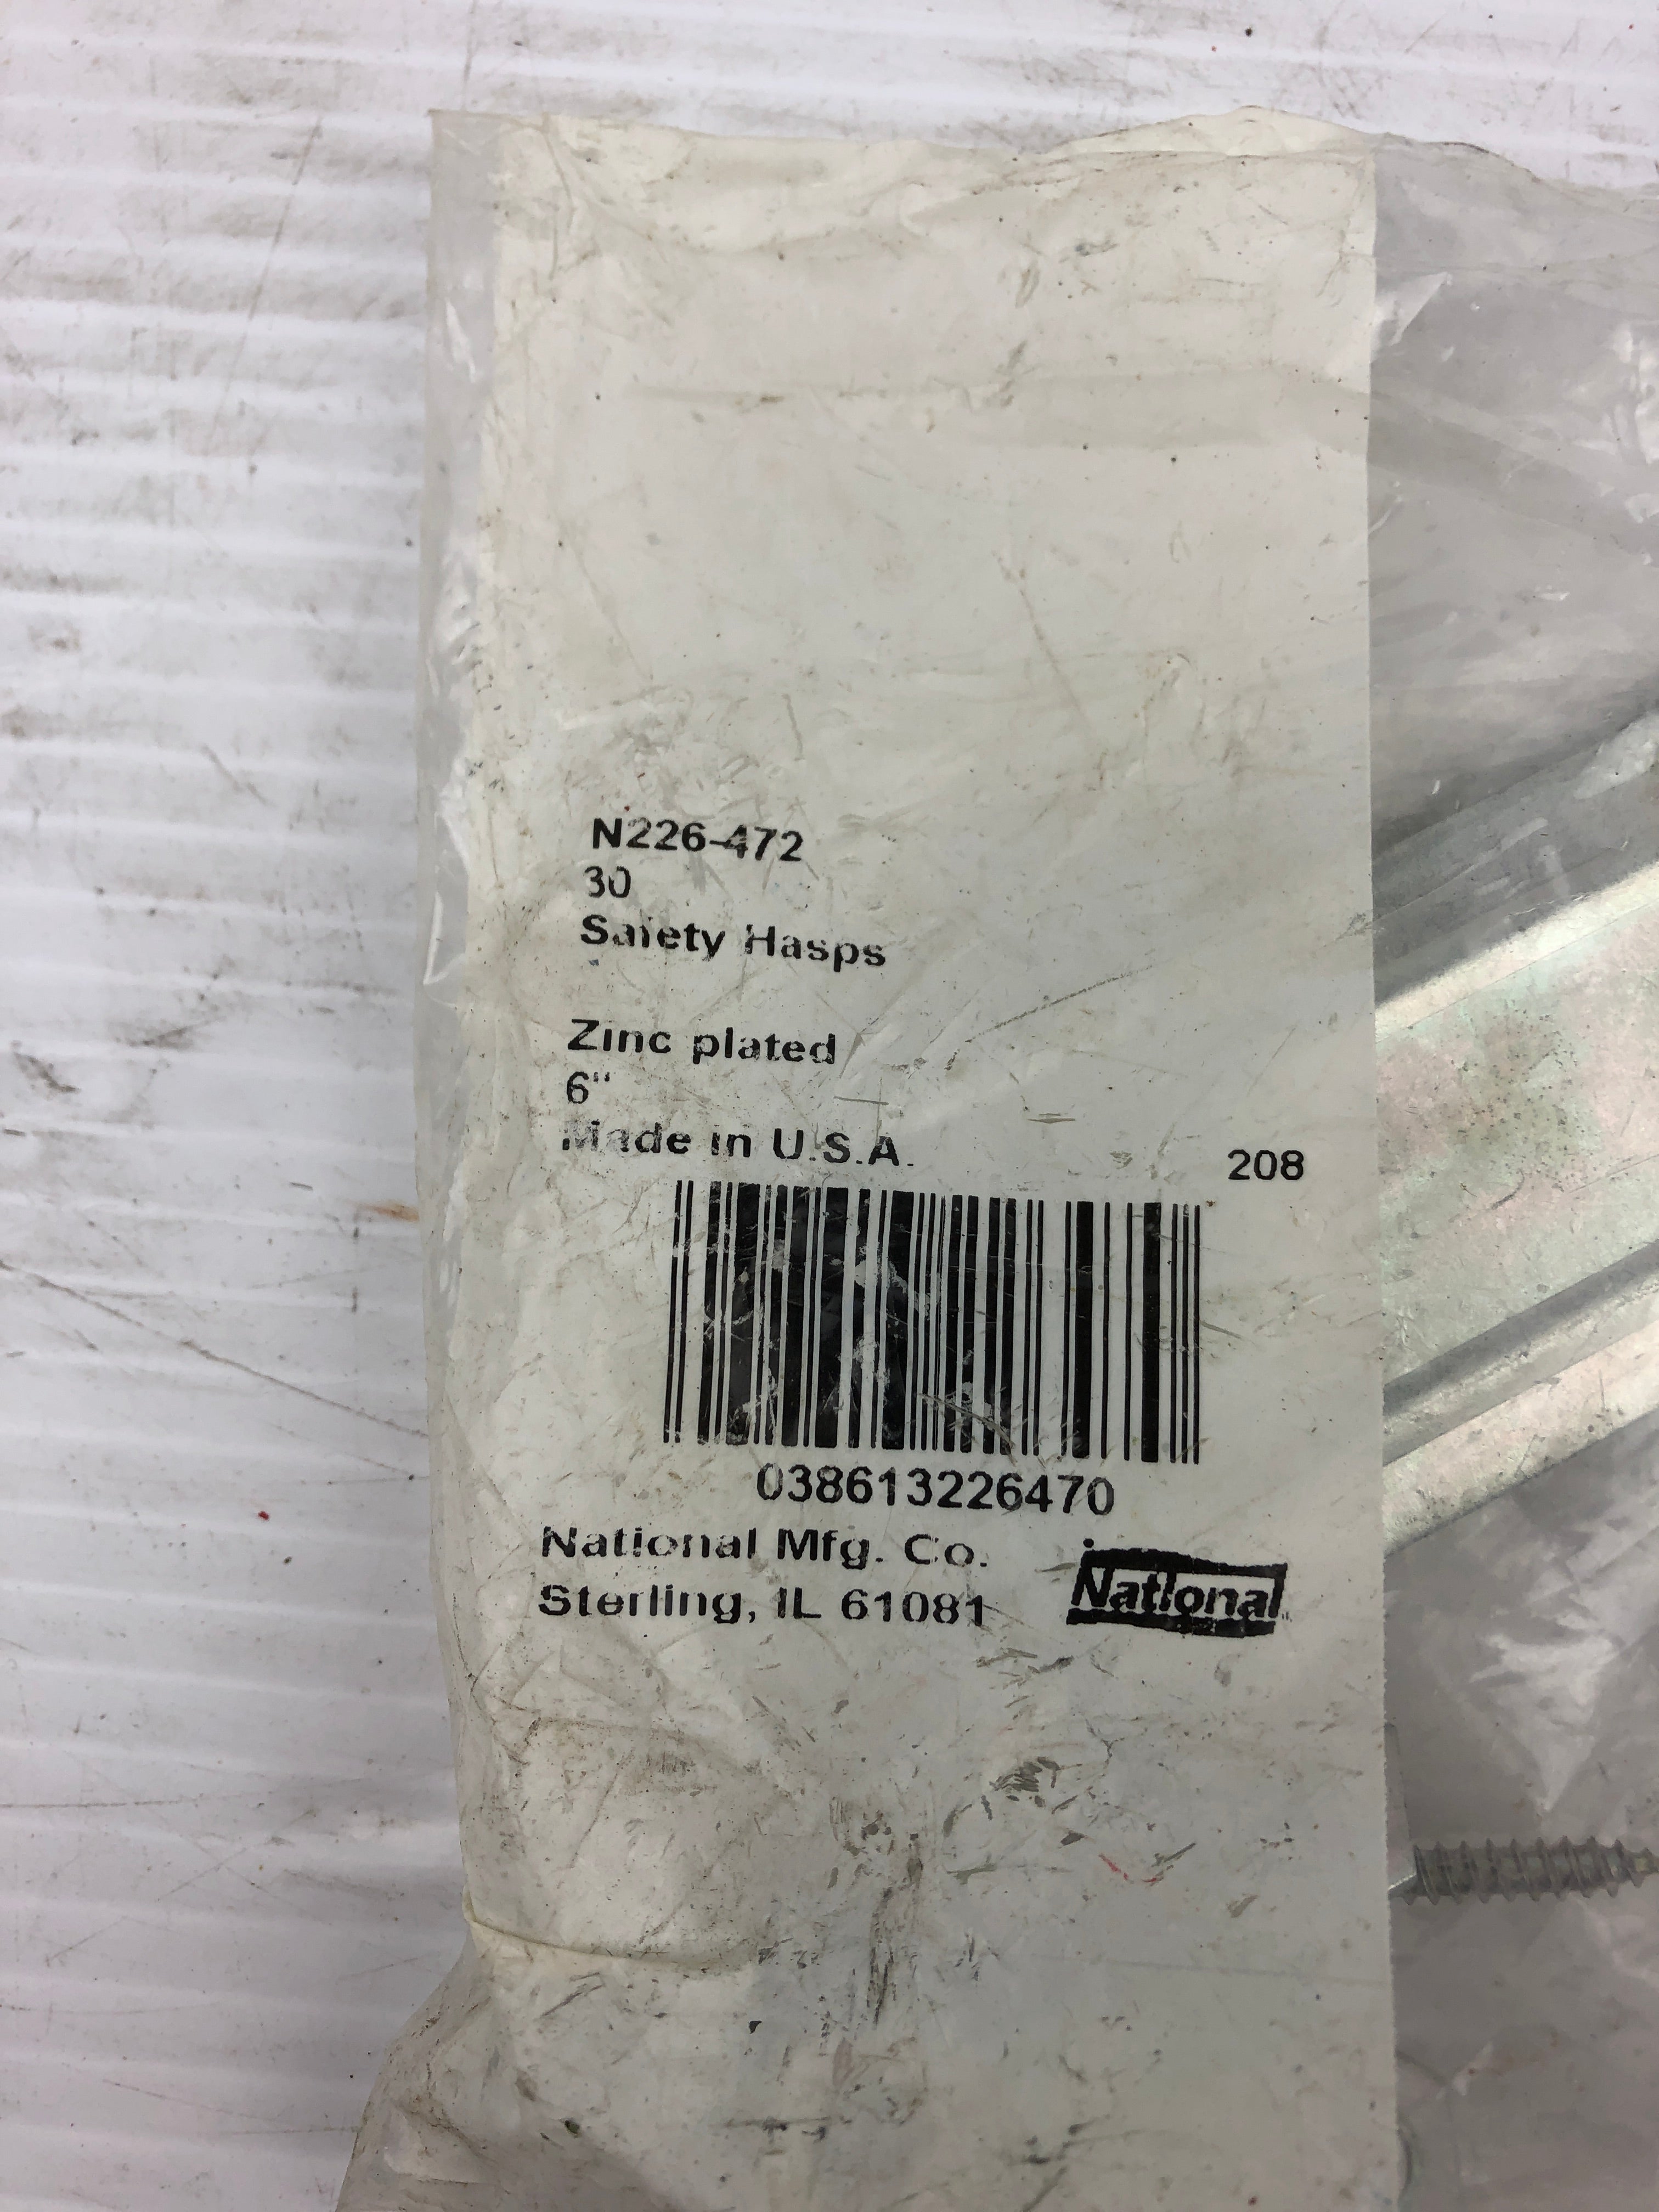 N226-472
30
Safety Hasps
Zinc plated
6"
Made in U.S.A.
208
038613226470
National Mfg. Co.
Sterling, IL 61081
National